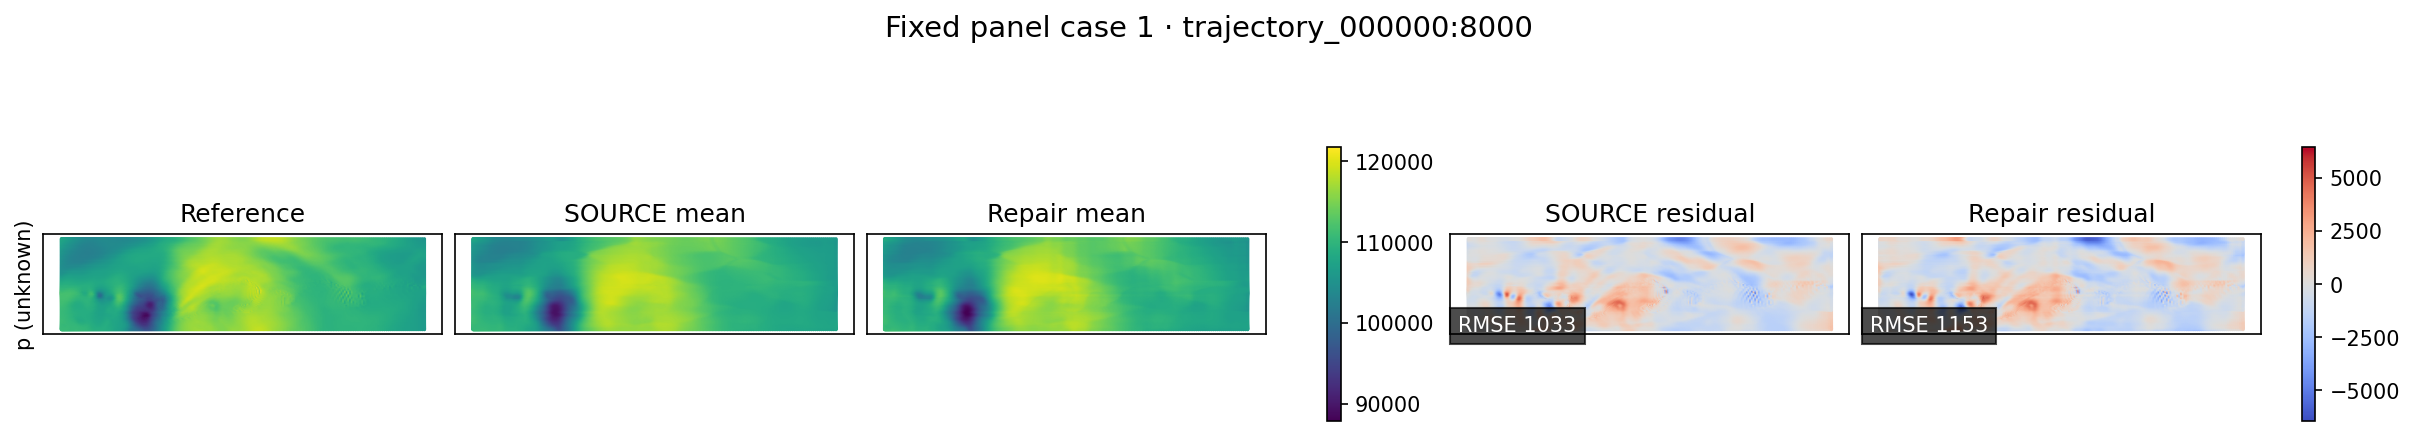 Fixed panel case 1 · trajectory_000000:8000
Reference
SOURCE mean
Repair mean
SOURCE residual
Repair residual
p (unknown)
120000
110000
100000
90000
RMSE 1033
RMSE 1153
5000
2500
0
−2500
−5000